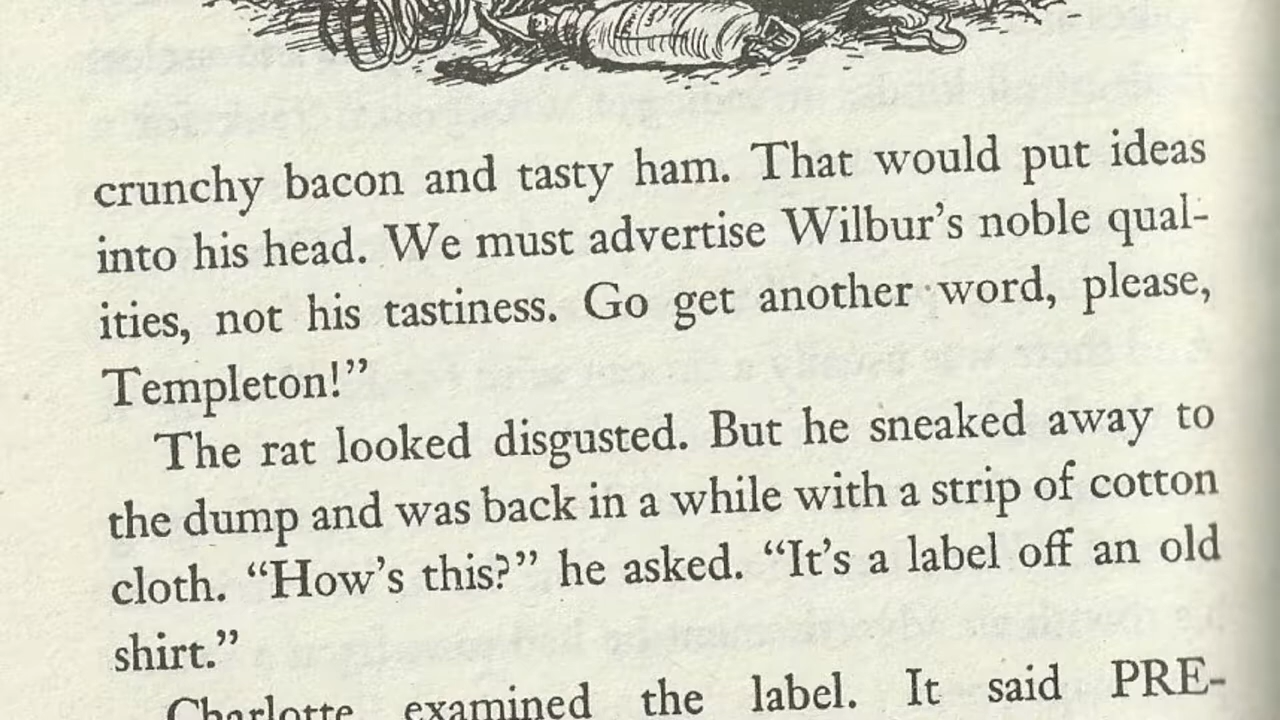 crunchy bacon and tasty ham. That would put ideas
into his head. We must advertise Wilbur's noble qual-
ities, not his tastiness. Go get another word, please,
Templeton!”
The rat looked disgusted. But he sneaked away to
the dump and was back in a while with a strip of cotton
cloth. “How's this?” he asked. “It's a label off an old
shirt.”
Charlotte examined the label. It said PRE-